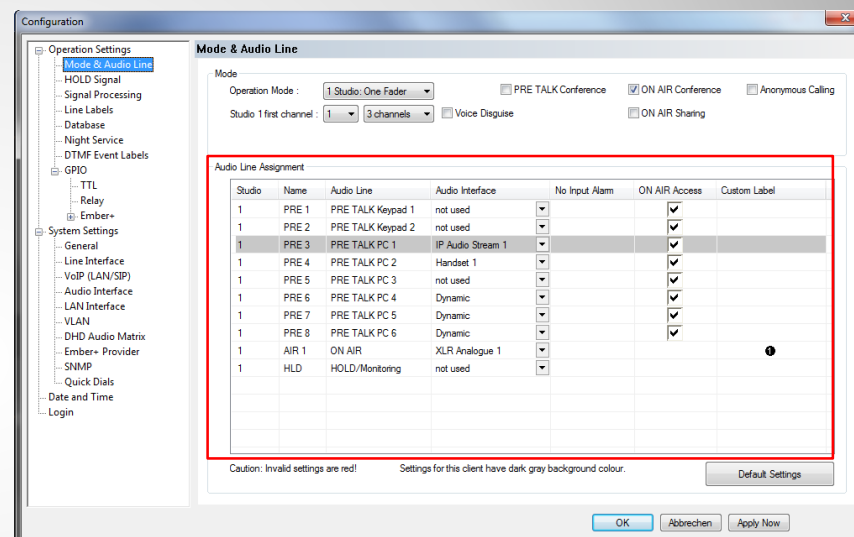 Configuration
Operation Settings
Mode & Audio Line
HOLD Signal
Signal Processing
Line Labels
Database
Night Service
DTMF Event Labels
GPIO
TTL
Relay
Ember+
System Settings
General
Line Interface
VoIP (LAN/SIP)
Audio Interface
LAN Interface
VLAN
DHD Audio Matrix
Ember+ Provider
SNMP
Quick Dials
Date and Time
Login
Mode & Audio Line
Mode
Operation Mode : 1 Studio: One Fader PRE TALK Conference ON AIR Conference Anonymous Calling
Studio 1 first channel : 1 3 channels Voice Disguise ON AIR Sharing
Audio Line Assignment
Studio Name Audio Line Audio Interface No Input Alarm ON AIR Access Custom Label
1 PRE 1 PRE TALK Keypad 1 not used
1 PRE 2 PRE TALK Keypad 2 not used
1 PRE 3 PRE TALK PC 1 IP Audio Stream 1
1 PRE 4 PRE TALK PC 2 Handset 1
1 PRE 5 PRE TALK PC 3 not used
1 PRE 6 PRE TALK PC 4 Dynamic
1 PRE 7 PRE TALK PC 5 Dynamic
1 PRE 8 PRE TALK PC 6 Dynamic
1 AIR 1 ON AIR XLR Analogue 1 ❶
1 HLD HOLD/Monitoring not used
Caution: Invalid settings are red! Settings for this client have dark gray background colour. Default Settings
OK Abbrechen Apply Now